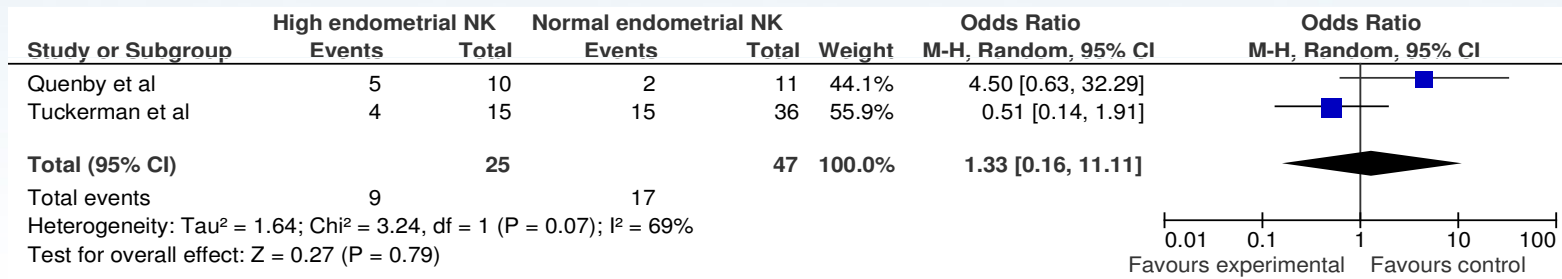 High endometrial NK Normal endometrial NK Odds Ratio Odds Ratio
Study or Subgroup Events Total Events Total Weight M-H, Random, 95% CI M-H, Random, 95% CI
Quenby et al 5 10 2 11 44.1% 4.50 [0.63, 32.29]
Tuckerman et al 4 15 15 36 55.9% 0.51 [0.14, 1.91]
Total (95% CI) 25 47 100.0% 1.33 [0.16, 11.11]
Total events 9 17
Heterogeneity: Tau² = 1.64; Chi² = 3.24, df = 1 (P = 0.07); I² = 69%
Test for overall effect: Z = 0.27 (P = 0.79)
0.01 0.1 1 10 100
Favours experimental Favours control